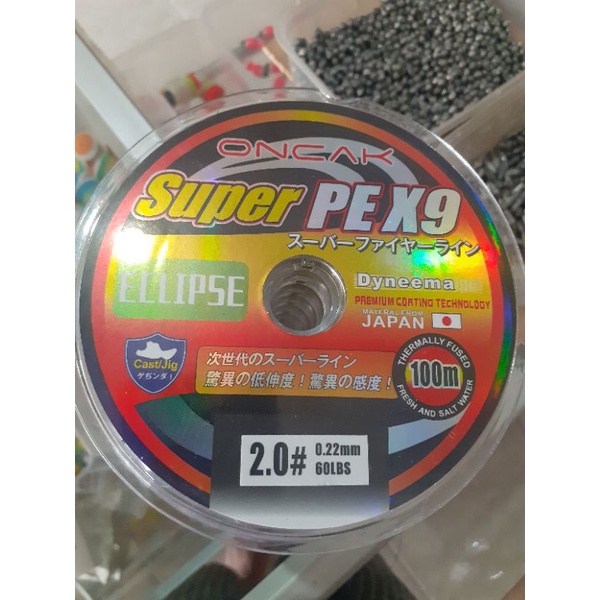 ONCAK
Super PE X9
スーパーファイヤーライン
ECLIPSE
Dyneema
PREMIUM COATING TECHNOLOGY
MATERAL FROM
JAPAN
Cast/Jig
次世代のスーパーライン
驚異の低伸度！驚異の感度！
THERMALLY FUSED
100m
FRESH AND SALT WATER
2.0# 0.22mm
60LBS